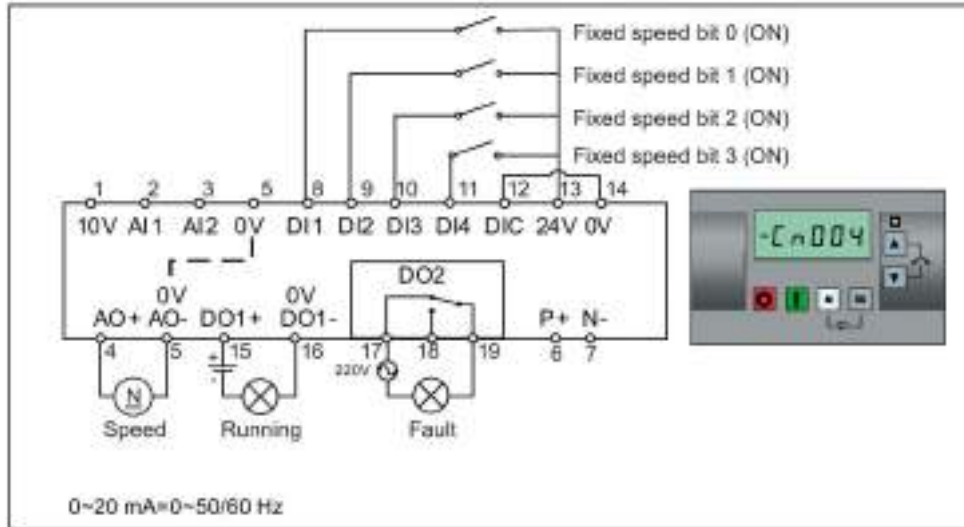 Fixed speed bit 0 (ON)
Fixed speed bit 1 (ON)
Fixed speed bit 2 (ON)
Fixed speed bit 3 (ON)
1 2 3 5 8 9 10 11 12 13 14
10V AI1 AI2 0V DI1 DI2 DI3 DI4 DIC 24V 0V
-Cn004
DO2
0V 0V
AO+ AO- DO1+ DO1- P+ N-
4 5 15 16 17 18 19 6 7
220V
+
-
N
Speed Running Fault
0~20 mA=0~50/60 Hz